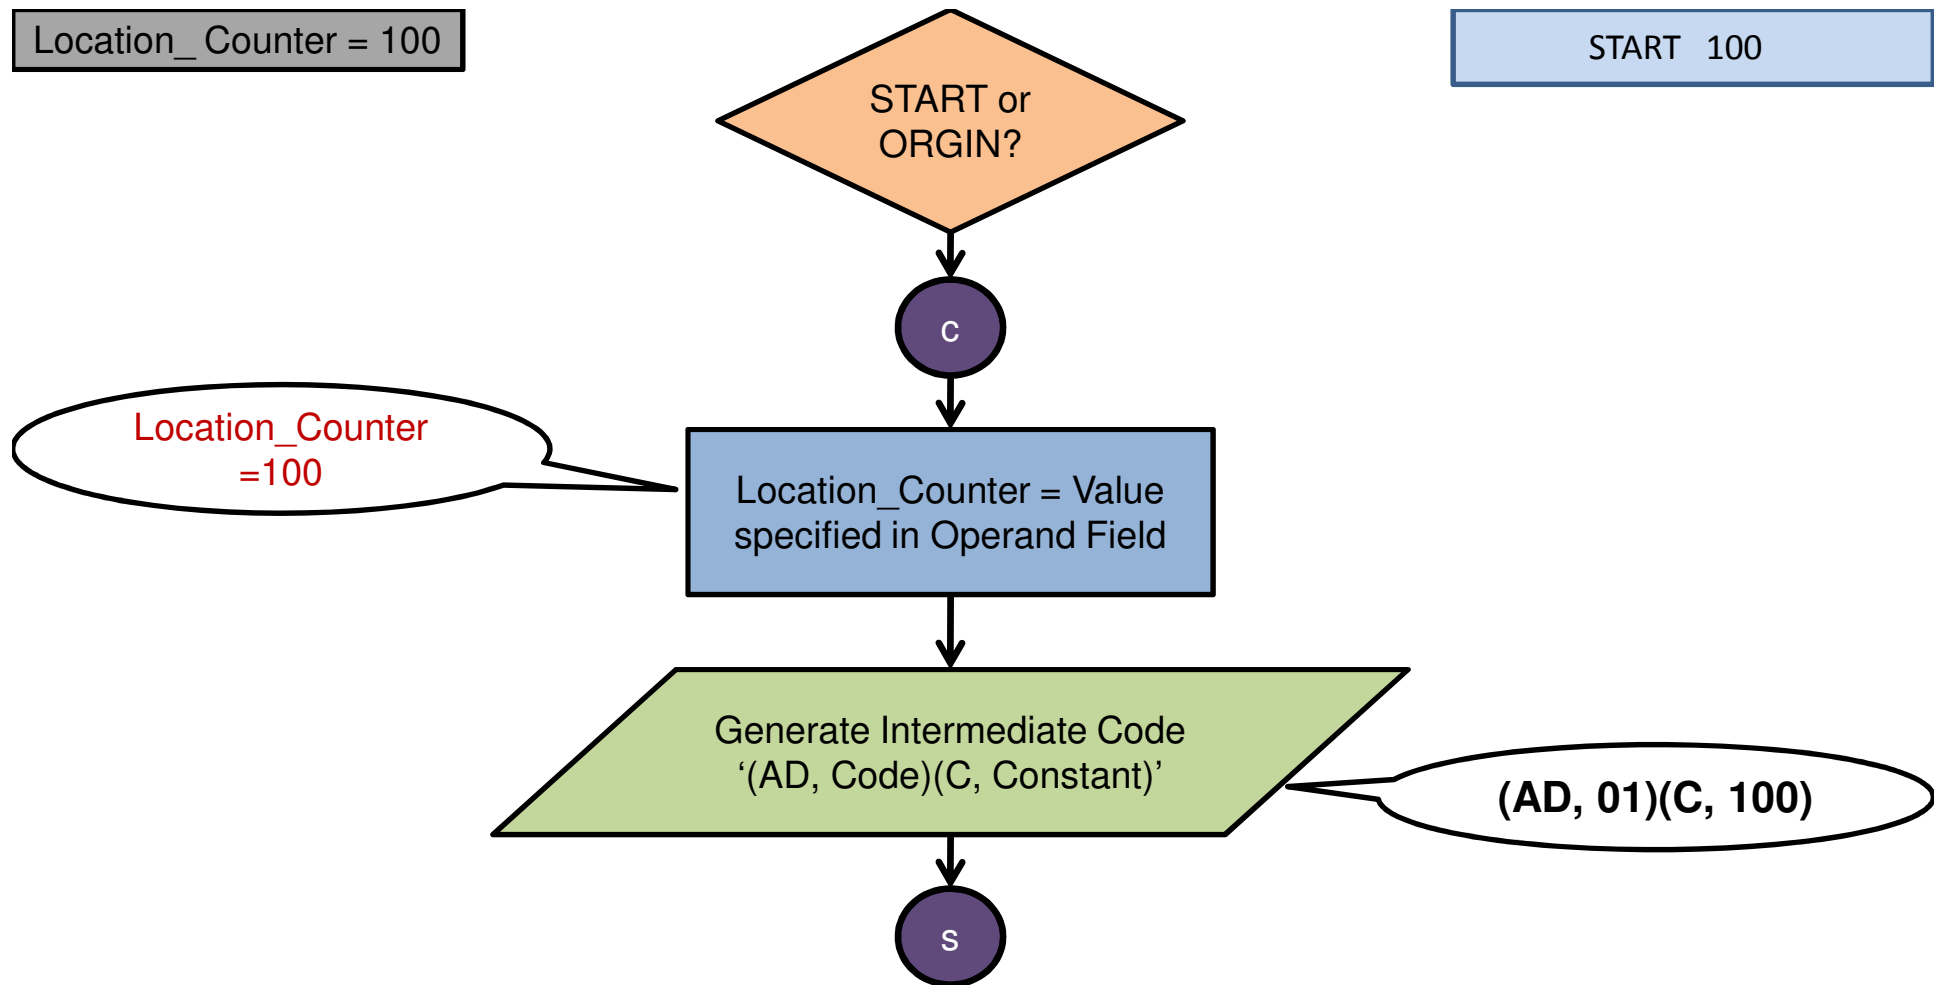 Location_ Counter = 100
START 100
START or
ORGIN?
c
Location_Counter
=100
Location_Counter = Value
specified in Operand Field
Generate Intermediate Code
‘(AD, Code)(C, Constant)’
(AD, 01)(C, 100)
s